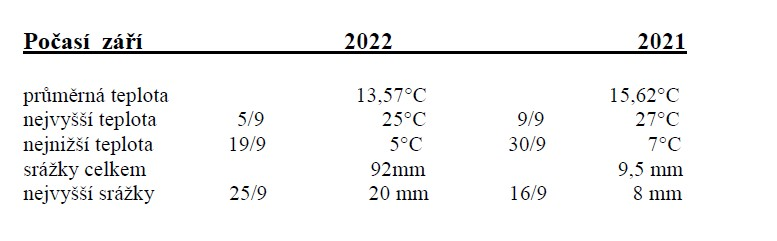 Počasí září 2022 2021
průměrná teplota 13,57°C 15,62°C
nejvyšší teplota 5/9 25°C 9/9 27°C
nejnižší teplota 19/9 5°C 30/9 7°C
srážky celkem 92mm 9,5 mm
nejvyšší srážky 25/9 20 mm 16/9 8 mm